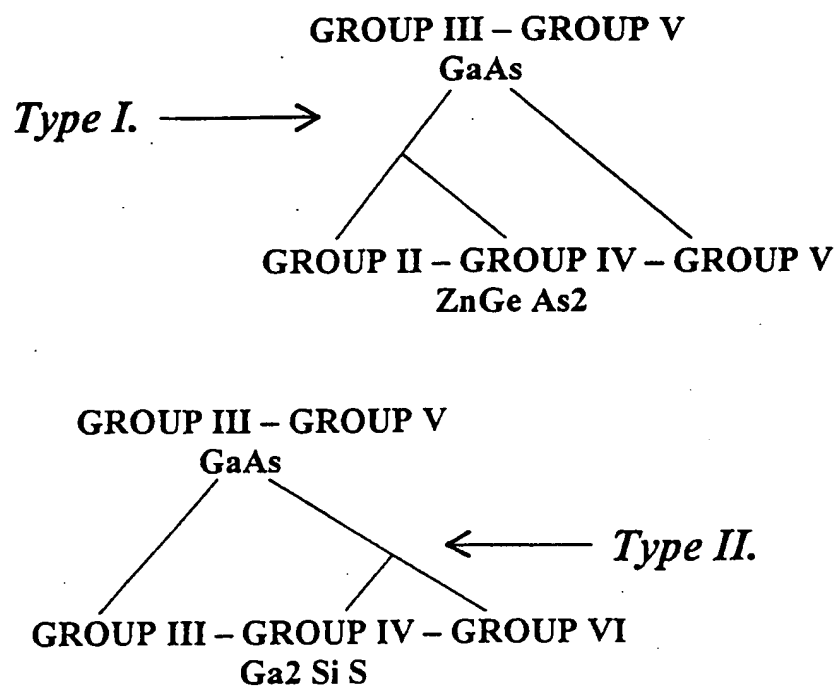 GROUP III – GROUP V
GaAs
Type I.
GROUP II – GROUP IV – GROUP V
ZnGe As2
GROUP III – GROUP V
GaAs
Type II.
GROUP III – GROUP IV – GROUP VI
Ga2 Si S